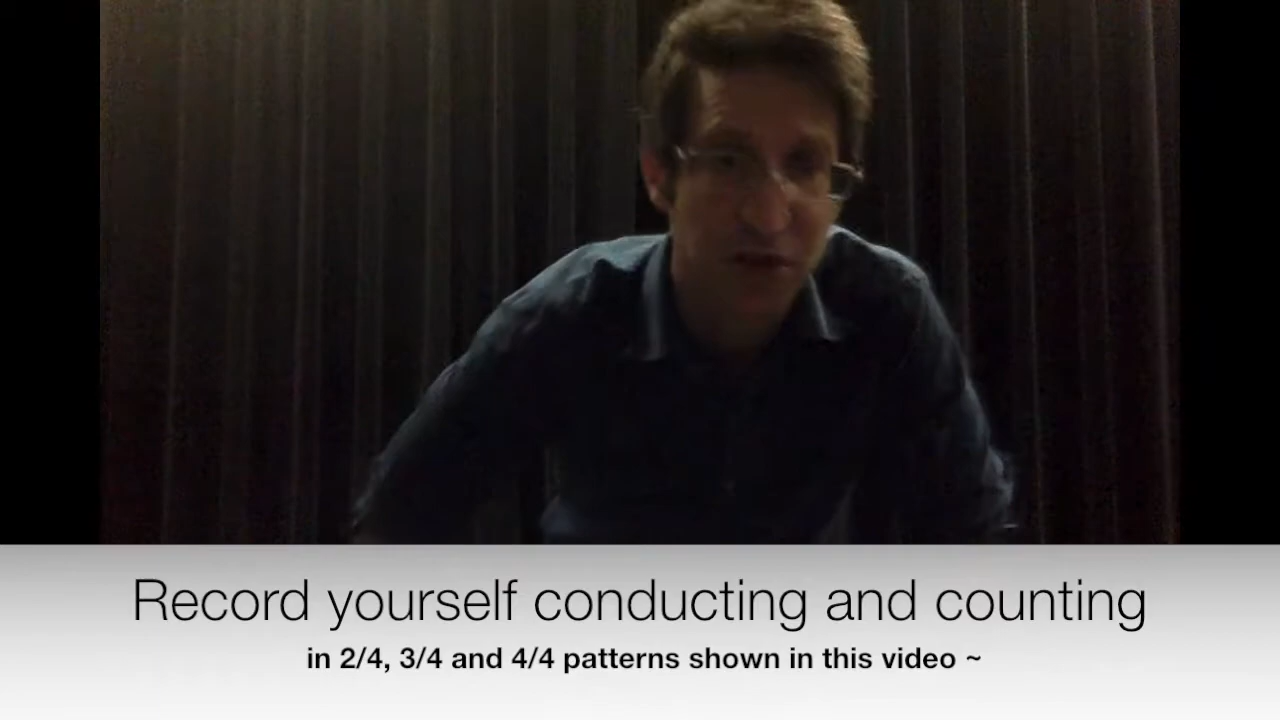 Record yourself conducting and counting
in 2/4, 3/4 and 4/4 patterns shown in this video ~